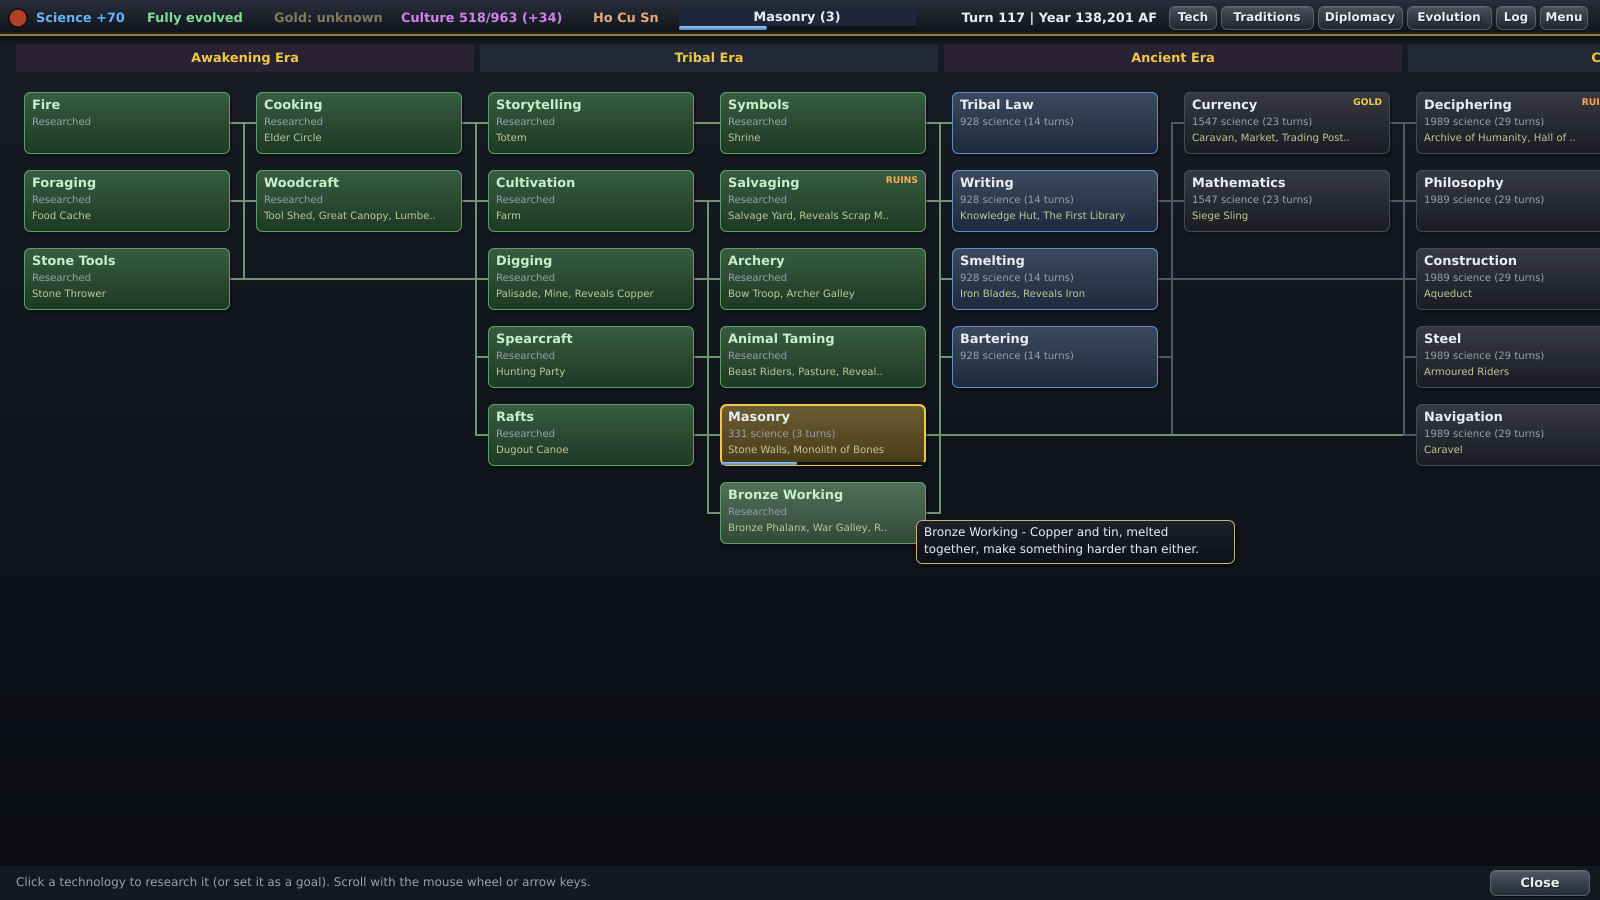 Science +70 Fully evolved Gold: unknown Culture 518/963 (+34) Ho Cu Sn Masonry (3) Turn 117 | Year 138,201 AF Tech Traditions Diplomacy Evolution Log Menu
Awakening Era Tribal Era Ancient Era C
Fire
Researched
Cooking
Researched
Elder Circle
Storytelling
Researched
Totem
Symbols
Researched
Shrine
Tribal Law
928 science (14 turns)
Currency GOLD
1547 science (23 turns)
Caravan, Market, Trading Post..
Deciphering RUI
1989 science (29 turns)
Archive of Humanity, Hall of ..
Foraging
Researched
Food Cache
Woodcraft
Researched
Tool Shed, Great Canopy, Lumbe..
Cultivation
Researched
Farm
Salvaging RUINS
Researched
Salvage Yard, Reveals Scrap M..
Writing
928 science (14 turns)
Knowledge Hut, The First Library
Mathematics
1547 science (23 turns)
Siege Sling
Philosophy
1989 science (29 turns)
Stone Tools
Researched
Stone Thrower
Digging
Researched
Palisade, Mine, Reveals Copper
Archery
Researched
Bow Troop, Archer Galley
Smelting
928 science (14 turns)
Iron Blades, Reveals Iron
Construction
1989 science (29 turns)
Aqueduct
Spearcraft
Researched
Hunting Party
Animal Taming
Researched
Beast Riders, Pasture, Reveal..
Bartering
928 science (14 turns)
Steel
1989 science (29 turns)
Armoured Riders
Rafts
Researched
Dugout Canoe
Masonry
331 science (3 turns)
Stone Walls, Monolith of Bones
Navigation
1989 science (29 turns)
Caravel
Bronze Working
Researched
Bronze Phalanx, War Galley, R..
Bronze Working - Copper and tin, melted
together, make something harder than either.
Click a technology to research it (or set it as a goal). Scroll with the mouse wheel or arrow keys.
Close